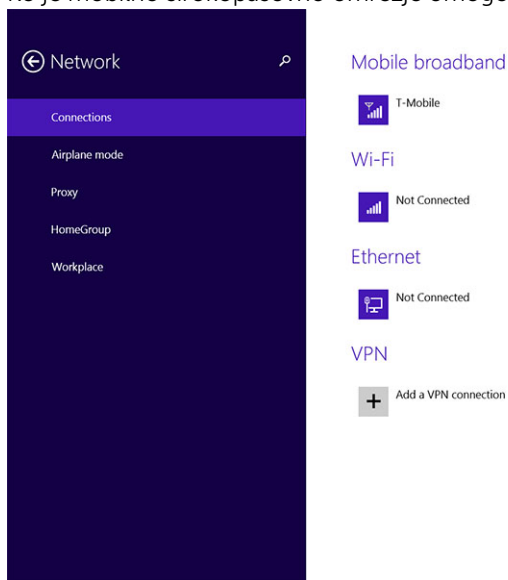 Network
Connections
Airplane mode
Proxy
HomeGroup
Workplace
Mobile broadband
T-Mobile
Wi-Fi
Not Connected
Ethernet
Not Connected
VPN
Add a VPN connection